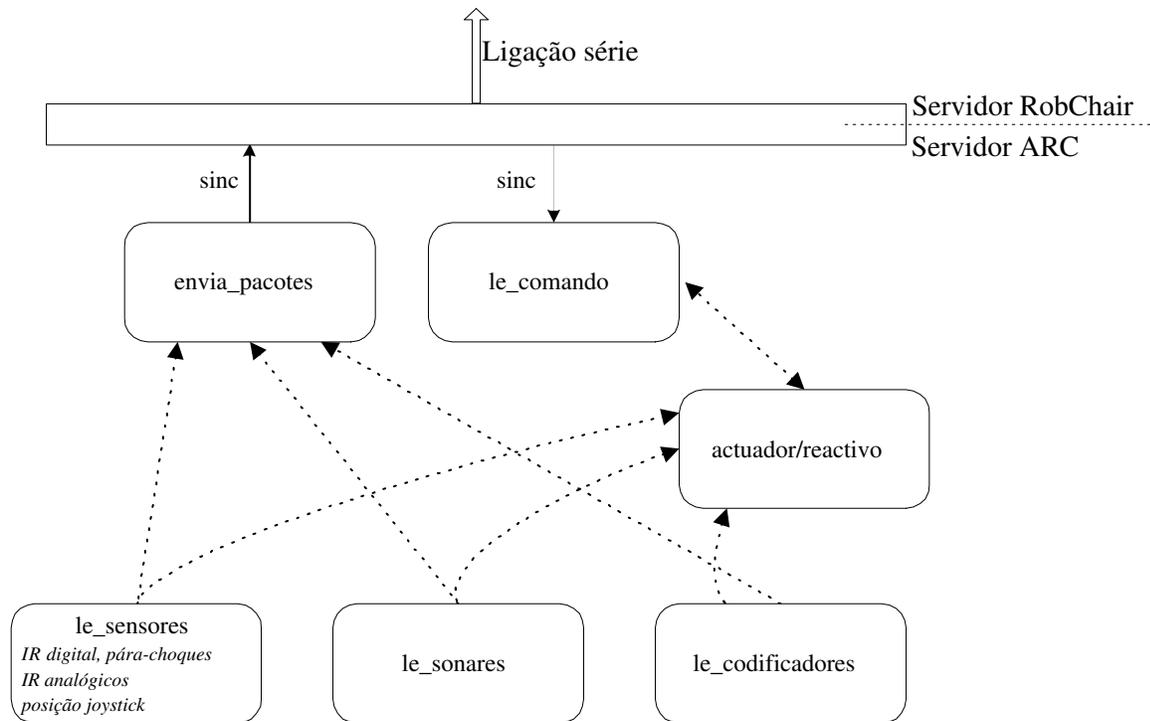 Ligação série
Servidor RobChair
Servidor ARC
sinc
sinc
envia_pacotes
le_comando
actuador/reactivo
le_sensores
IR digital, pára-choques
IR analógicos
posição joystick
le_sonares
le_codificadores